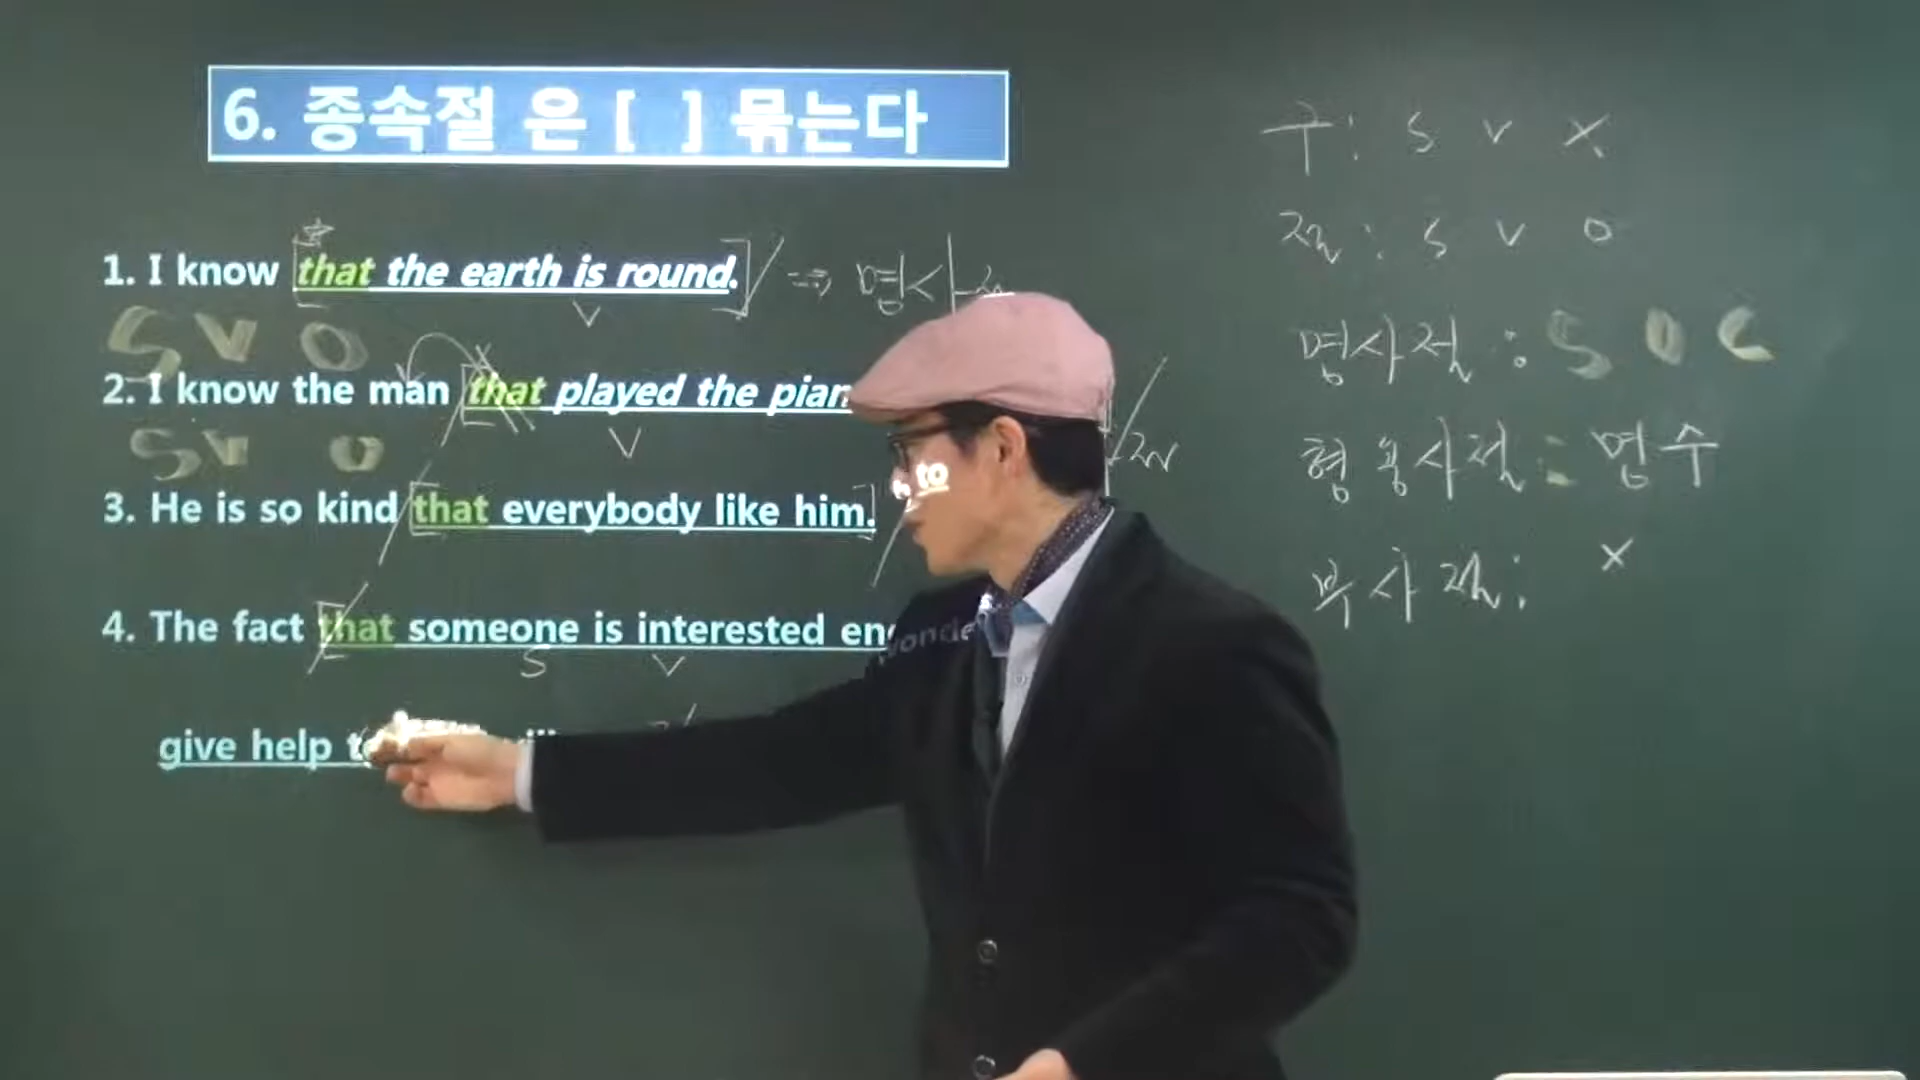 6. 종속절 은 [ ] 묶는다
1. I know [that the earth is round.] ⇒ 명사절
V
S V O
2. I know the man [that played the pian
V
S V O
3. He is so kind [that everybody like him.]
to
4. The fact [that someone is interested en
wonde
S V
give help t
구: S V X
절: S V O
명사절: S O C
형용사절: 명수
부사절: X